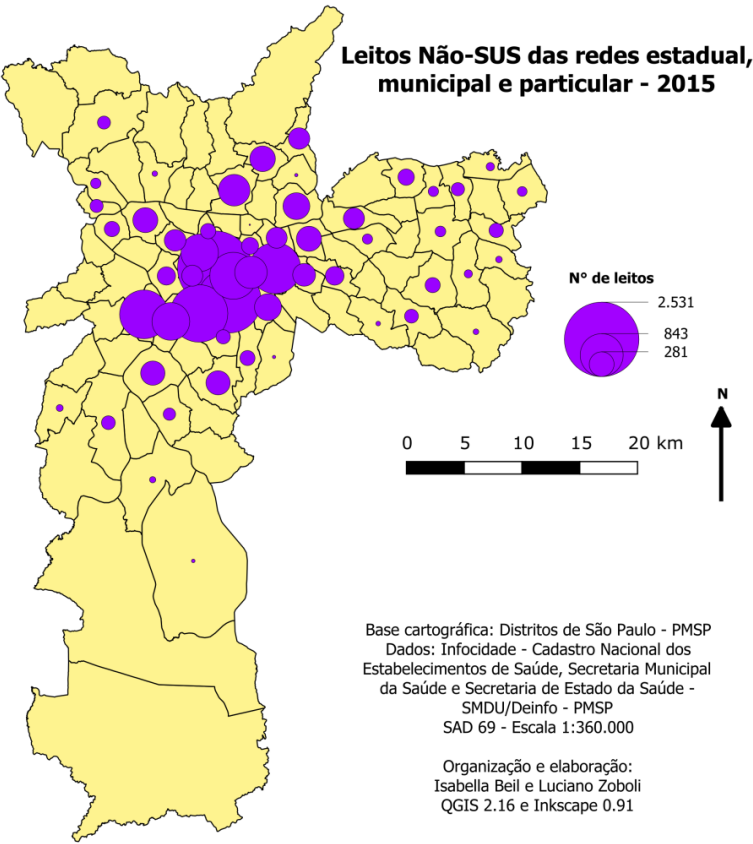 Leitos Não-SUS das redes estadual,
municipal e particular - 2015
N° de leitos
2.531
843
281
N
0 5 10 15 20 km
Base cartográfica: Distritos de São Paulo - PMSP
Dados: Infocidade - Cadastro Nacional dos
Estabelecimentos de Saúde, Secretaria Municipal
da Saúde e Secretaria de Estado da Saúde -
SMDU/Deinfo - PMSP
SAD 69 - Escala 1:360.000
Organização e elaboração:
Isabella Beil e Luciano Zoboli
QGIS 2.16 e Inkscape 0.91